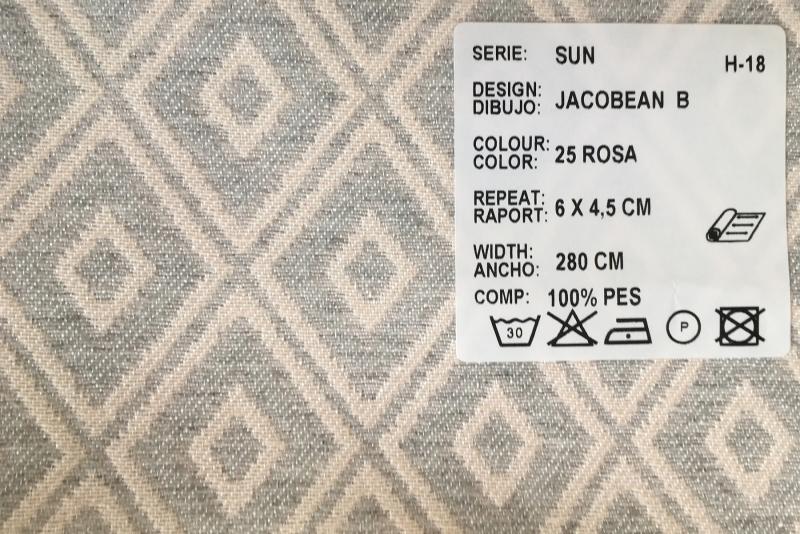 SERIE: SUN
H-18
DESIGN:
DIBUJO: JACOBEAN B
COLOUR:
COLOR: 25 ROSA
REPEAT:
RAPORT: 6 X 4,5 CM
WIDTH:
ANCHO: 280 CM
COMP: 100% PES
30
P